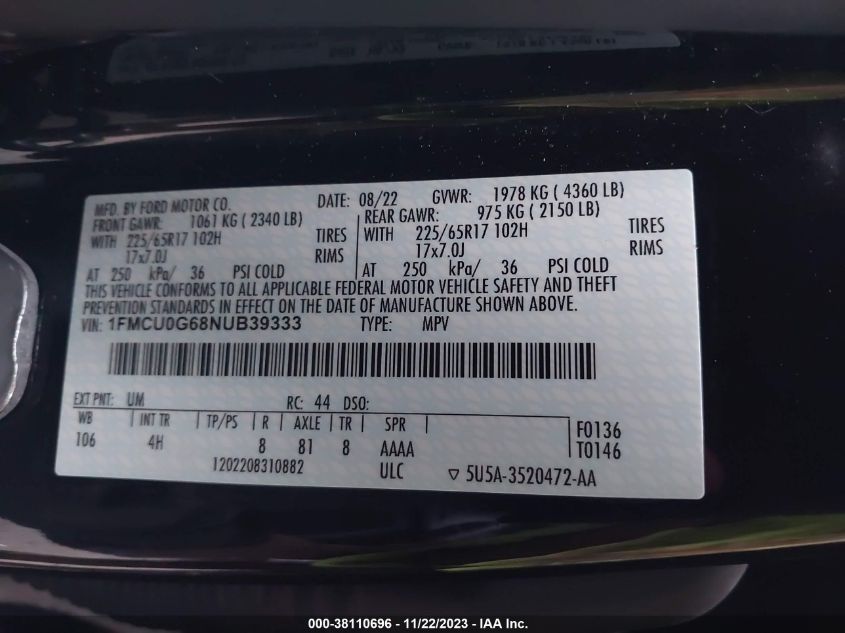 MFD. BY FORD MOTOR CO.
DATE: 08/22 GVWR: 1978 KG ( 4360 LB)
FRONT GAWR: 1061 KG ( 2340 LB) REAR GAWR: 975 KG ( 2150 LB)
WITH 225/65R17 102H TIRES WITH 225/65R17 102H TIRES
17x7.0J RIMS 17x7.0J RIMS
AT 250 kPa/ 36 PSI COLD AT 250 kPa/ 36 PSI COLD
THIS VEHICLE CONFORMS TO ALL APPLICABLE FEDERAL MOTOR VEHICLE SAFETY AND THEFT
PREVENTION STANDARDS IN EFFECT ON THE DATE OF MANUFACTURE SHOWN ABOVE.
VIN: 1FMCU0G68NUB39333 TYPE: MPV
EXT PNT: UM RC: 44 DSO:
WB INT TR TP/PS R AXLE TR SPR
106 4H 8 81 8 AAAA
F0136
T0146
1202208310882 ULC ▽ 5U5A-3520472-AA
000-38110696 - 11/22/2023 - IAA Inc.